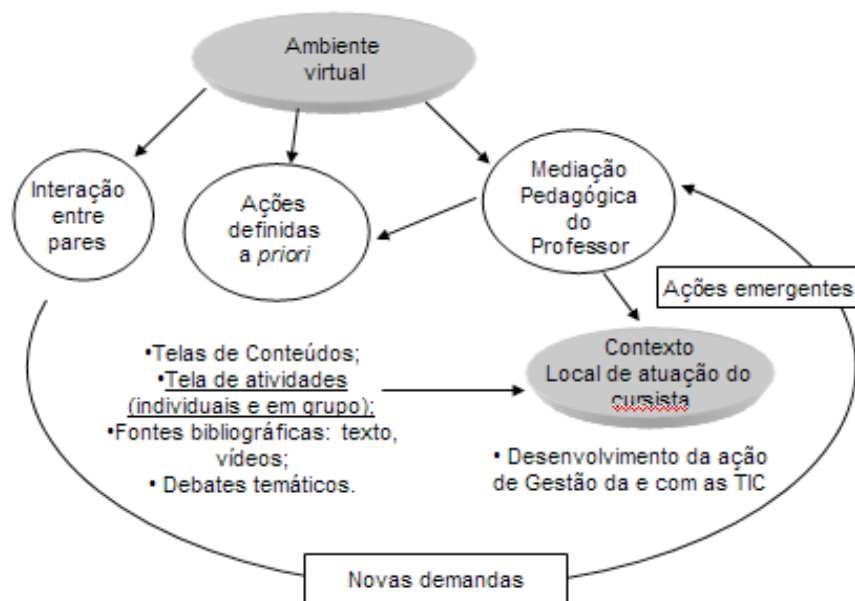 Ambiente
virtual
Interação
entre
pares
Ações
definidas
a priori
Mediação
Pedagógica
do
Professor
Ações emergentes
•Telas de Conteúdos;
•Tela de atividades
(individuais e em grupo);
•Fontes bibliográficas: texto,
vídeos;
• Debates temáticos.
Contexto
Local de atuação do
cursista
• Desenvolvimento da ação
de Gestão da e com as TIC
Novas demandas